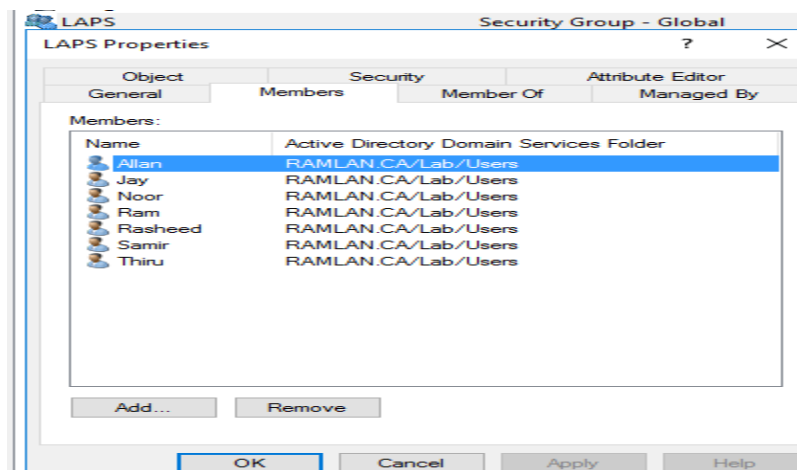 LAPS Security Group - Global
LAPS Properties ?
Object Security Attribute Editor
General Members Member Of Managed By
Members:
Name Active Directory Domain Services Folder
Allan RAMLAN.CA/Lab/Users
Jay RAMLAN.CA/Lab/Users
Noor RAMLAN.CA/Lab/Users
Ram RAMLAN.CA/Lab/Users
Rasheed RAMLAN.CA/Lab/Users
Samir RAMLAN.CA/Lab/Users
Thiru RAMLAN.CA/Lab/Users
Add... Remove
OK Cancel Apply Help